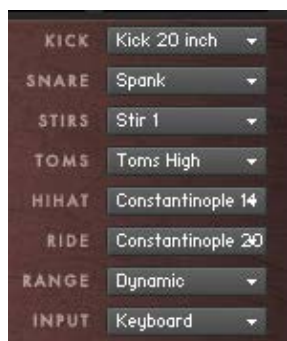 KICK Kick 20 inch
SNARE Spank
STIRS Stir 1
TOMS Toms High
HIHAT Constantinople 14
RIDE Constantinople 20
RANGE Dynamic
INPUT Keyboard